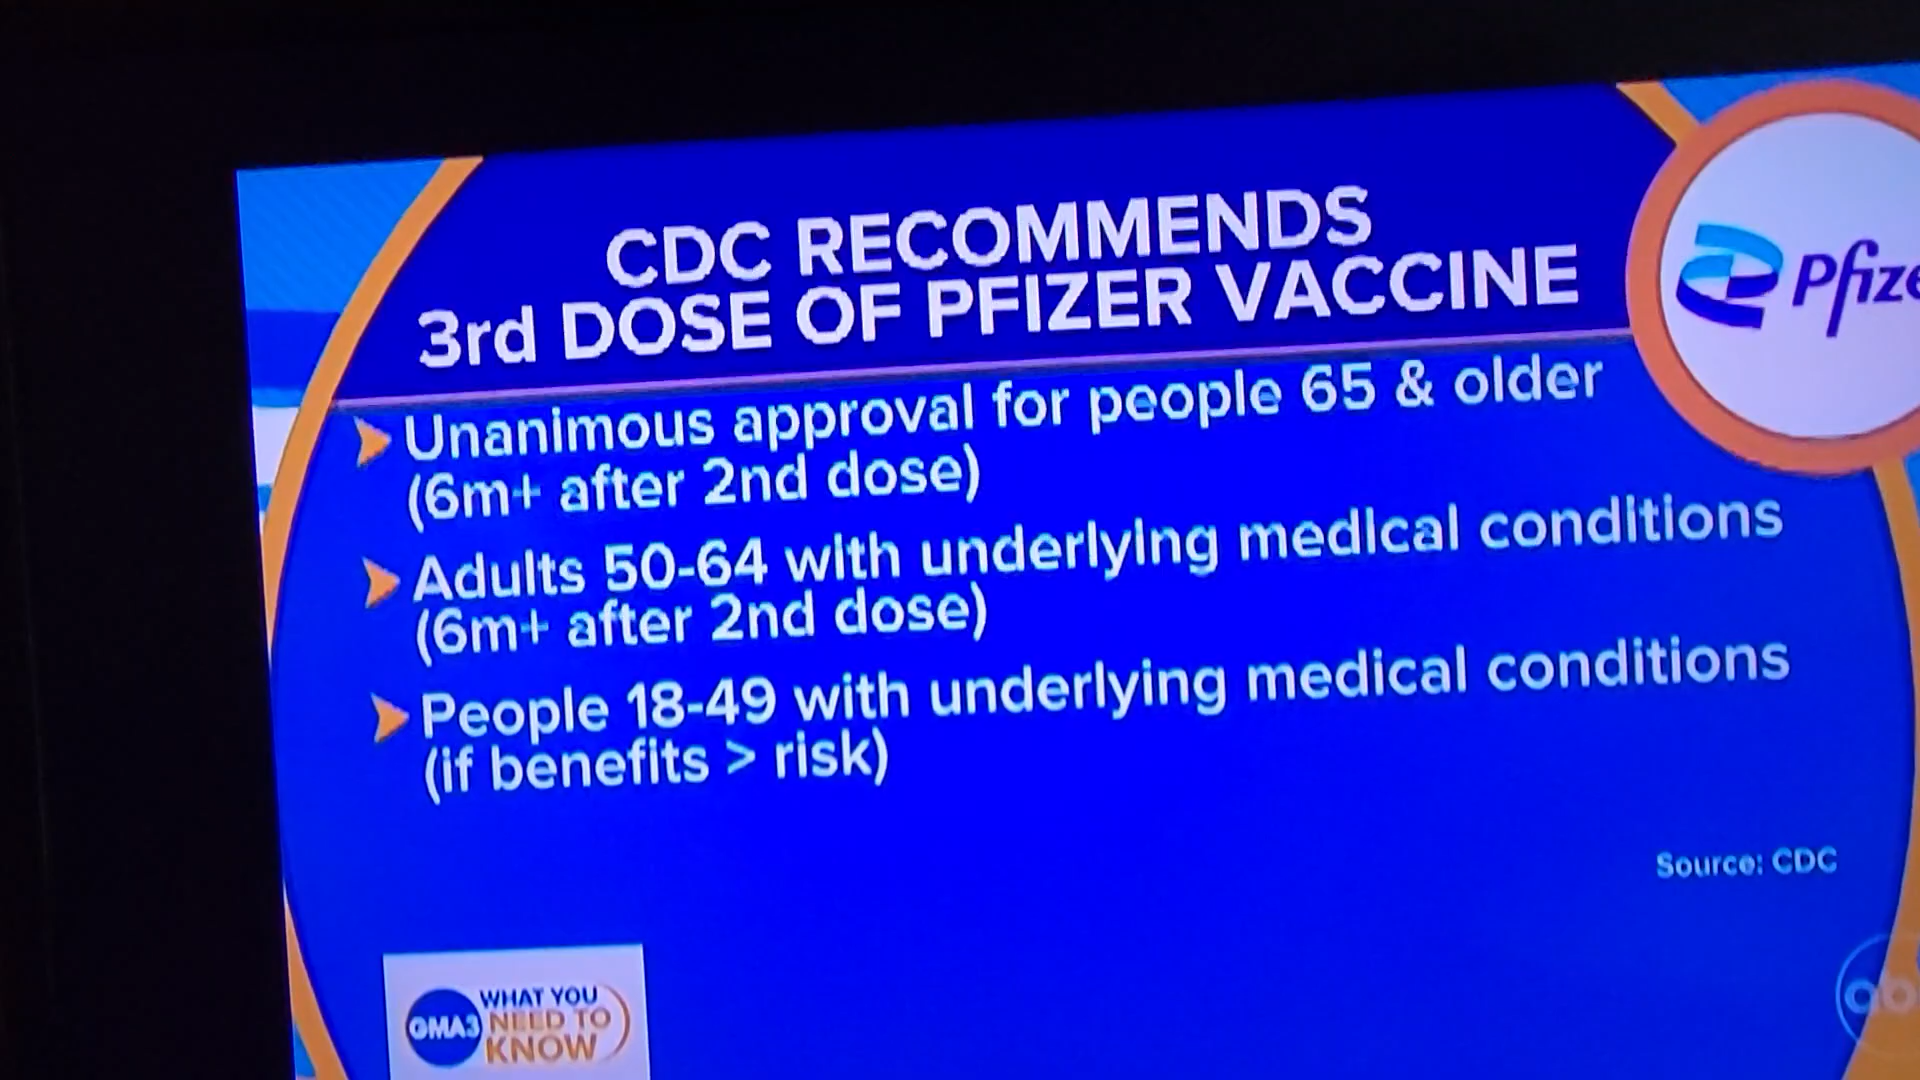 CDC RECOMMENDS
3rd DOSE OF PFIZER VACCINE
Unanimous approval for people 65 & older
(6m+ after 2nd dose)
Adults 50-64 with underlying medical conditions
(6m+ after 2nd dose)
People 18-49 with underlying medical conditions
(if benefits > risk)
Source: CDC
GMA3
WHAT YOU
NEED TO
KNOW